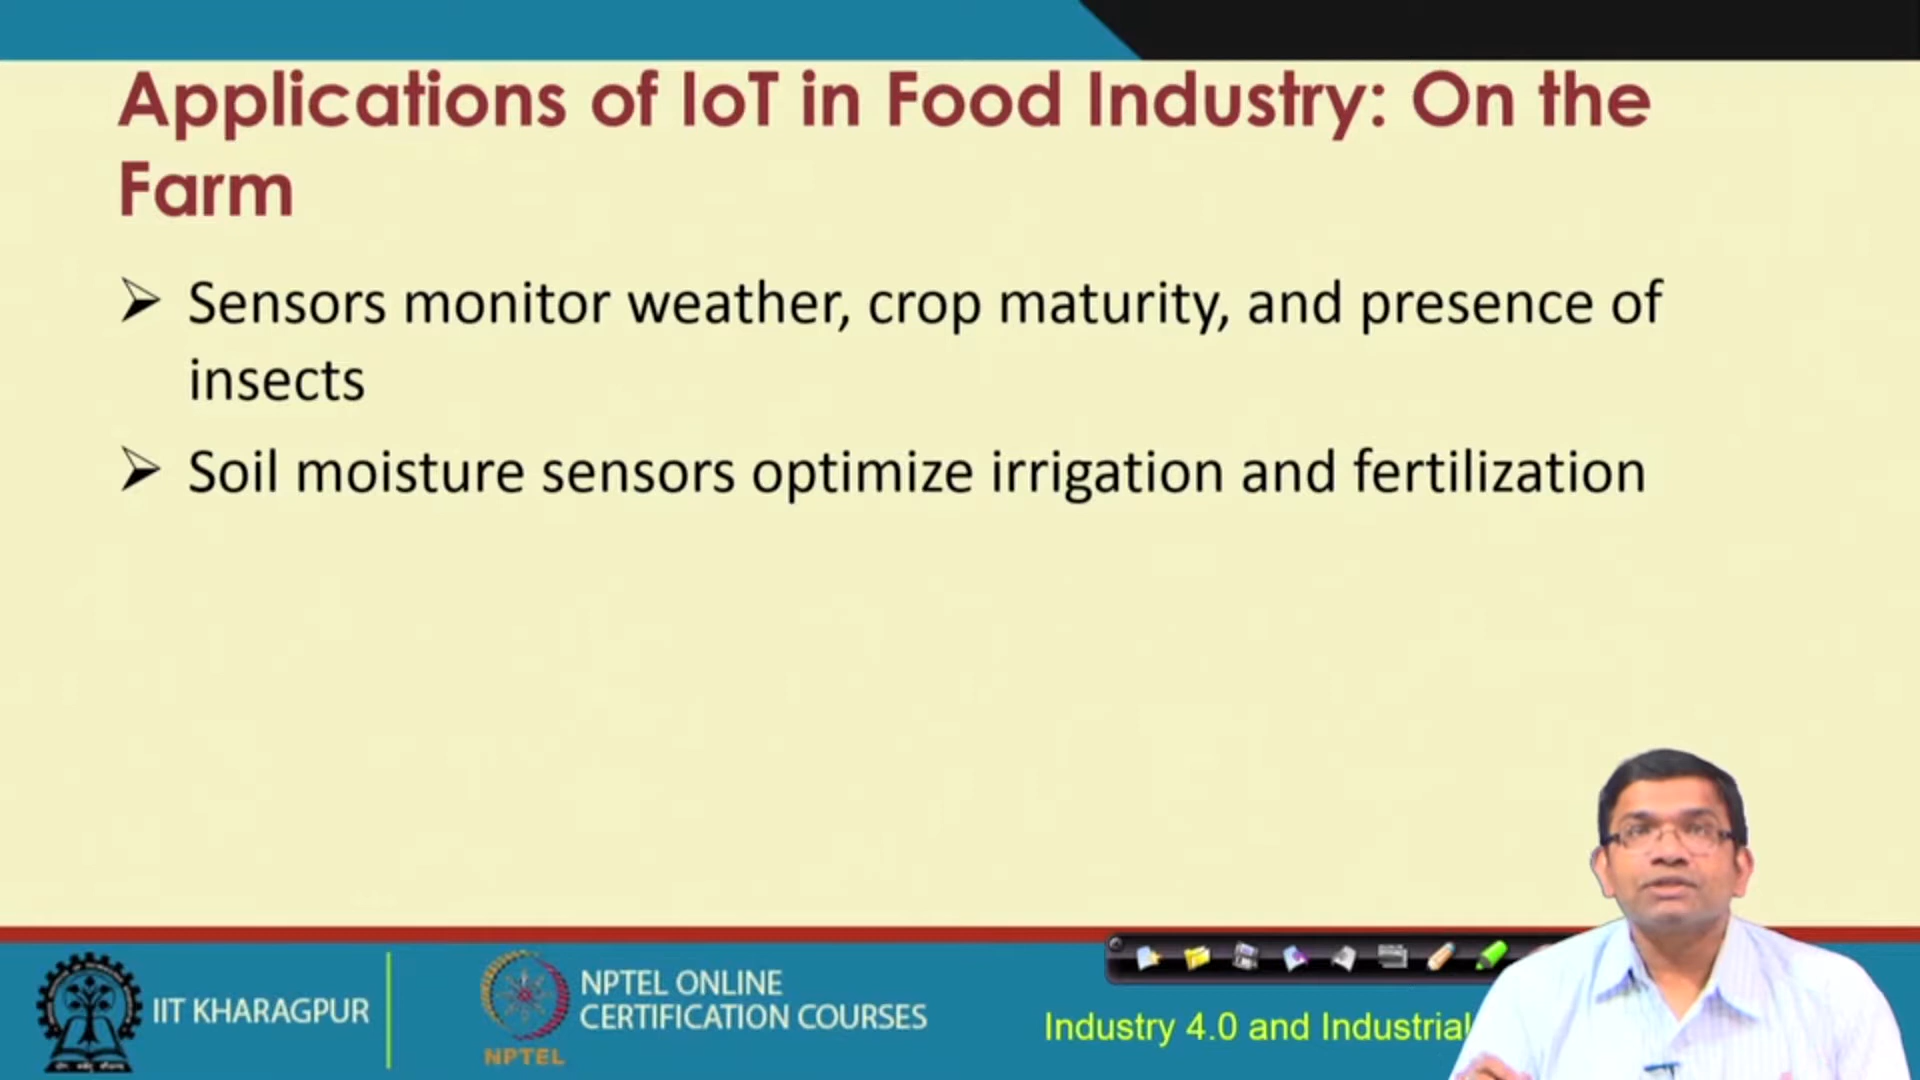 Applications of IoT in Food Industry: On the
Farm
➢ Sensors monitor weather, crop maturity, and presence of
insects
➢ Soil moisture sensors optimize irrigation and fertilization
IIT KHARAGPUR
NPTEL
NPTEL ONLINE
CERTIFICATION COURSES
Industry 4.0 and Industrial